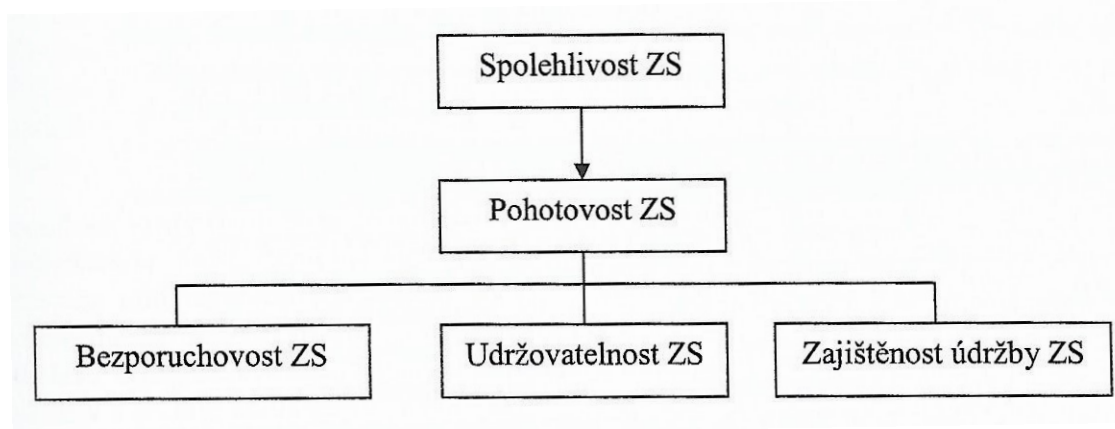 Spolehlivost ZS
Pohotovost ZS
Bezporuchovost ZS
Udržovatelnost ZS
Zajištěnost údržby ZS